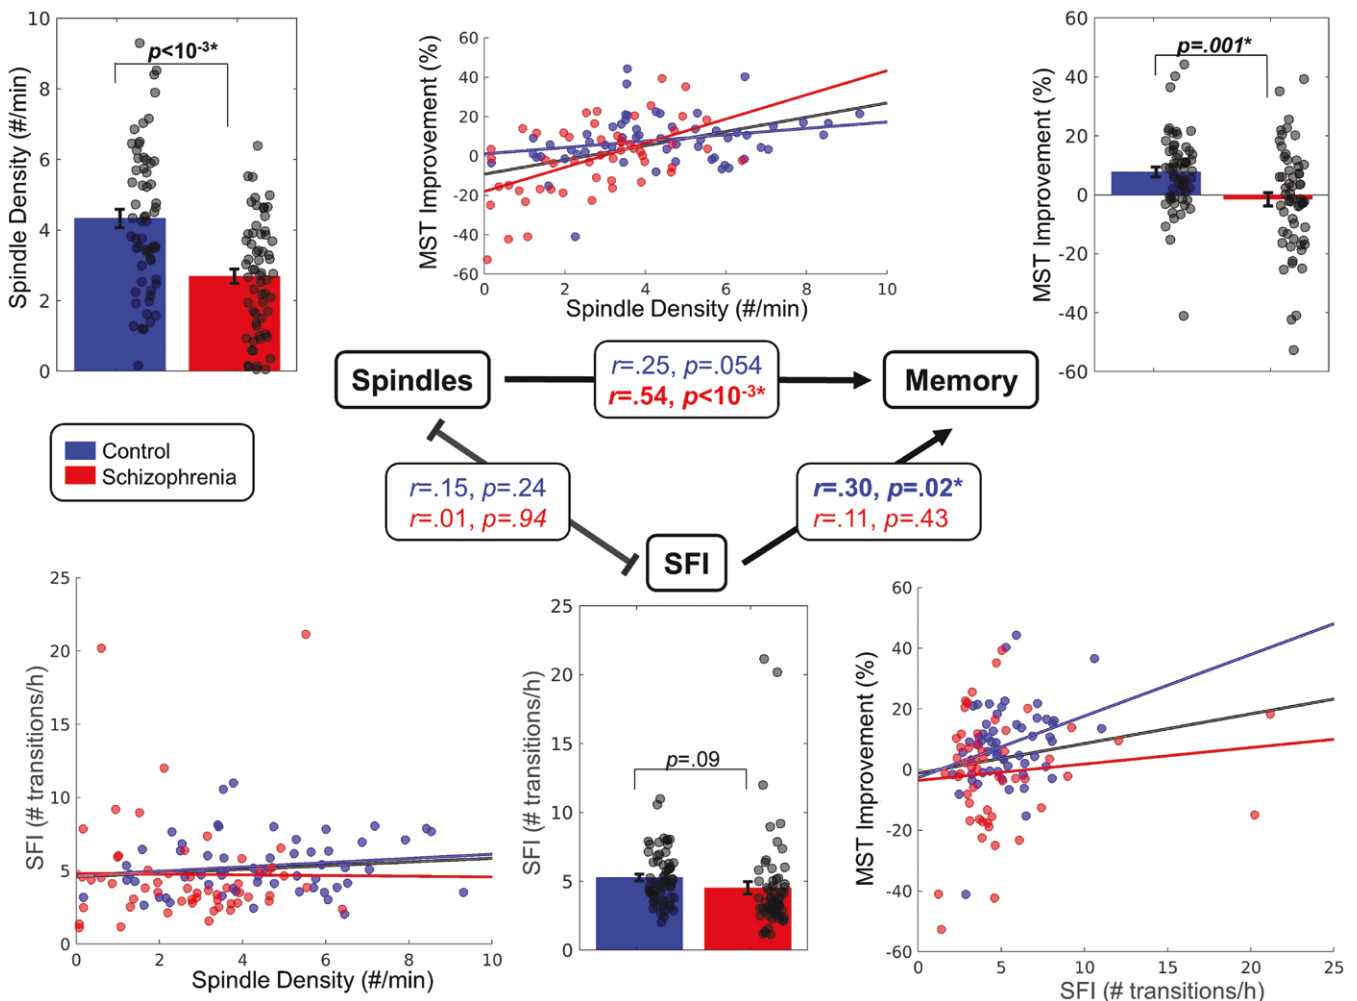 10
8
6
4
2
0
Spindle Density (#/min)
p<10-3*
60
40
20
0
-20
-40
-60
MST Improvement (%)
0 2 4 6 8 10
Spindle Density (#/min)
60
40
20
0
-20
-40
-60
MST Improvement (%)
p=.001*
Spindles
r=.25, p=.054
r=.54, p<10-3*
Memory
Control
Schizophrenia
r=.15, p=.24
r=.01, p=.94
r=.30, p=.02*
r=.11, p=.43
SFI
25
20
15
10
5
0
SFI (# transitions/h)
0 2 4 6 8 10
Spindle Density (#/min)
25
20
15
10
5
0
SFI (# transitions/h)
p=.09
60
40
20
0
-20
-40
-60
MST Improvement (%)
0 5 10 15 20 25
SFI (# transitions/h)